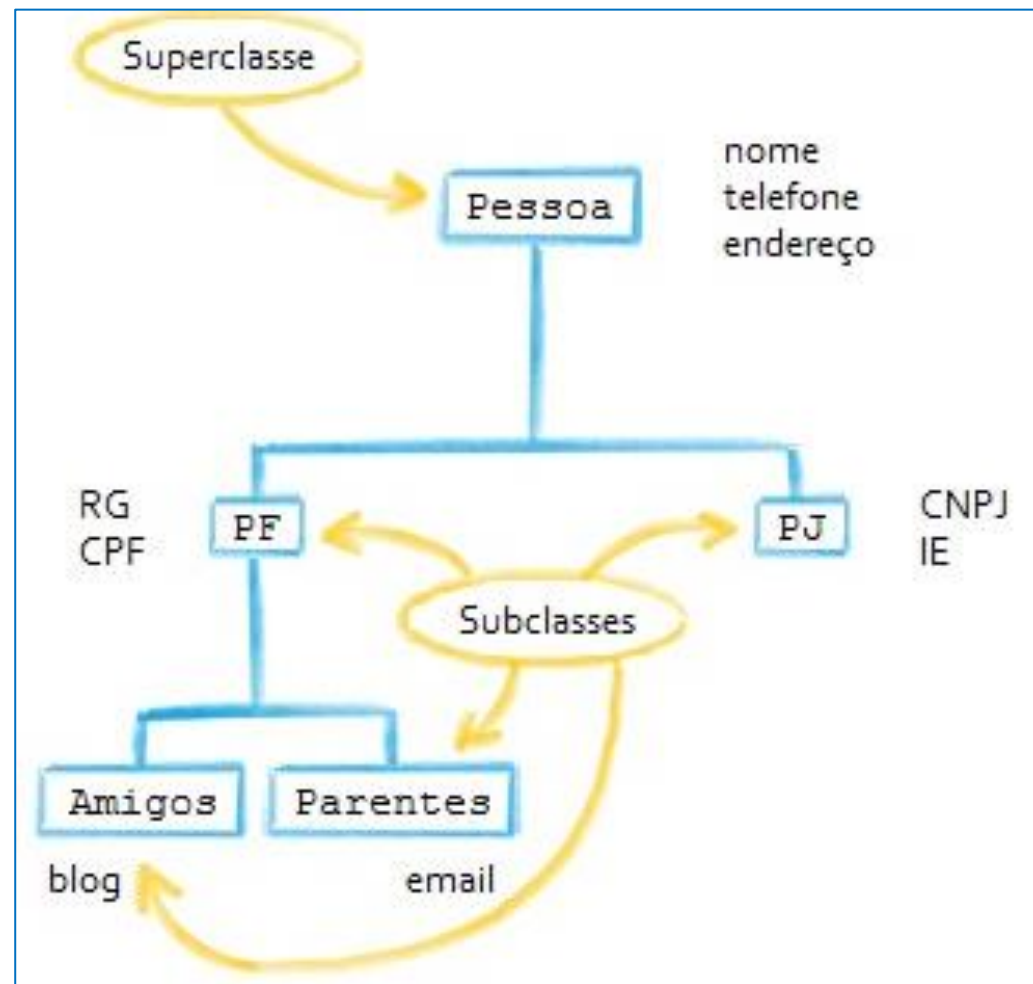 Superclasse
Pessoa
nome
telefone
endereço
RG
CPF
PF
PJ
CNPJ
IE
Subclasses
Amigos
Parentes
blog
email